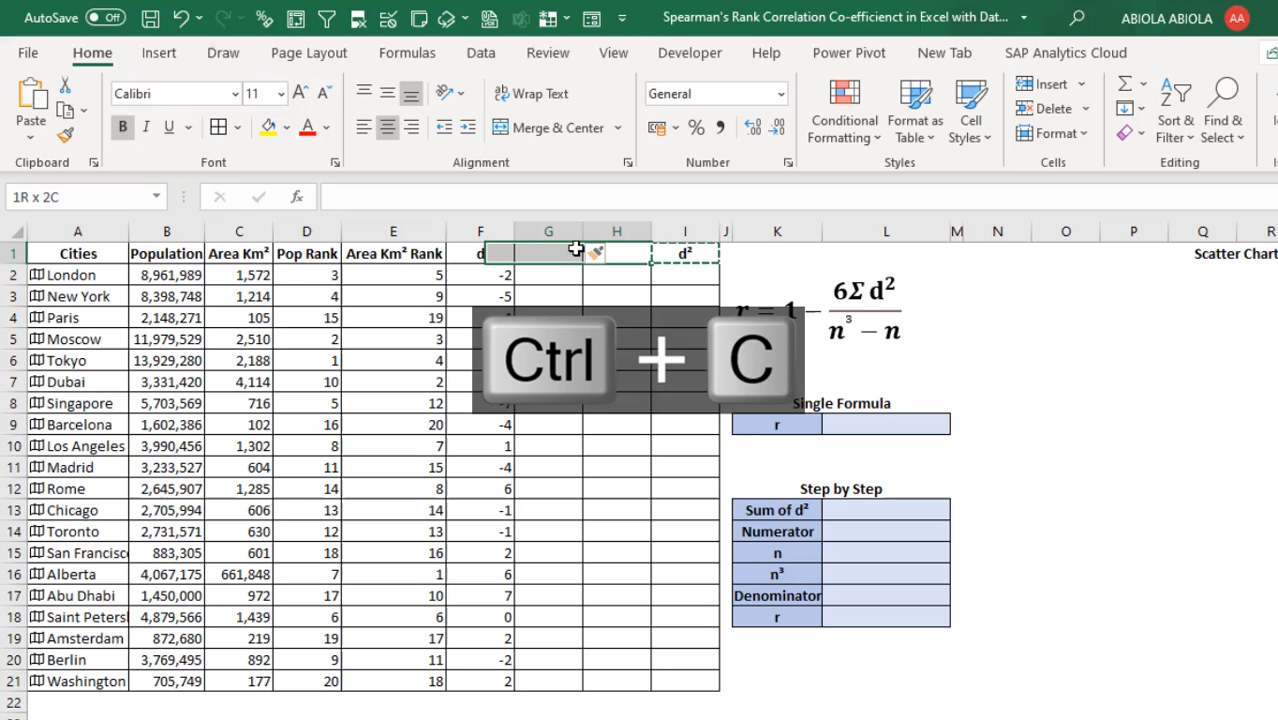 AutoSave Off
Spearman's Rank Correlation Co-efficienct in Excel with Dat...
ABIOLA ABIOLA AA
File Home Insert Draw Page Layout Formulas Data Review View Developer Help Power Pivot New Tab SAP Analytics Cloud
Calibri 11 Wrap Text General Insert
Paste B I U Merge & Center Conditional Formatting Format as Table Cell Styles Delete Format Sort & Filter Find & Select
Clipboard Font Alignment Number Styles Cells Editing
1R x 2C fx
A B C D E F G H I J K L M N O P Q R
1 Cities Population Area Km² Pop Rank Area Km² Rank d d² Scatter Chart
2 London 8,961,989 1,572 3 5 -2
3 New York 8,398,748 1,214 4 9 -5
4 Paris 2,148,271 105 15 19
5 Moscow 11,979,529 2,510 2 3
6 Tokyo 13,929,280 2,188 1 4
7 Dubai 3,331,420 4,114 10 2
8 Singapore 5,703,569 716 5 12
9 Barcelona 1,602,386 102 16 20 -4
10 Los Angeles 3,990,456 1,302 8 7 1
11 Madrid 3,233,527 604 11 15 -4
12 Rome 2,645,907 1,285 14 8 6
13 Chicago 2,705,994 606 13 14 -1
14 Toronto 2,731,571 630 12 13 -1
15 San Francisc 883,305 601 18 16 2
16 Alberta 4,067,175 661,848 7 1 6
17 Abu Dhabi 1,450,000 972 17 10 7
18 Saint Petersl 4,879,566 1,439 6 6 0
19 Amsterdam 872,680 219 19 17 2
20 Berlin 3,769,495 892 9 11 -2
21 Washington 705,749 177 20 18 2
22
r = 1 − 6Σ d² / n³ − n
Ctrl + C
Single Formula
r
Step by Step
Sum of d²
Numerator
n
n³
Denominator
r